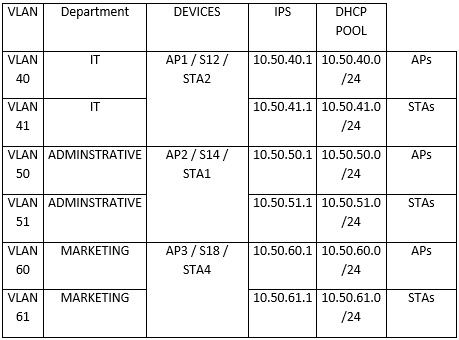 VLAN Department DEVICES IPS DHCP
POOL
VLAN IT AP1 / S12 / 10.50.40.1 10.50.40.0 APs
40 STA2 /24
VLAN IT 10.50.41.1 10.50.41.0 STAs
41 /24
VLAN ADMINSTRATIVE AP2 / S14 / 10.50.50.1 10.50.50.0 APs
50 STA1 /24
VLAN ADMINSTRATIVE 10.50.51.1 10.50.51.0 STAs
51 /24
VLAN MARKETING AP3 / S18 / 10.50.60.1 10.50.60.0 APs
60 STA4 /24
VLAN MARKETING 10.50.61.1 10.50.61.0 STAs
61 /24